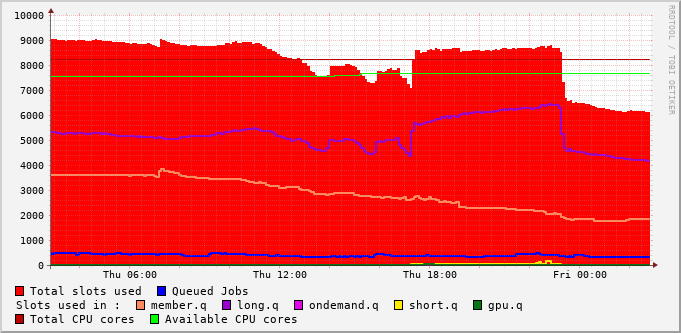 10000
9000
8000
7000
6000
5000
4000
3000
2000
1000
0
Thu 06:00 Thu 12:00 Thu 18:00 Fri 00:00
RRDTOOL / TOBI OETIKER
Total slots used Queued Jobs
Slots used in : member.q long.q ondemand.q short.q gpu.q
Total CPU cores Available CPU cores